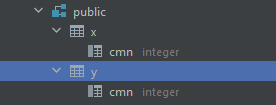 public
x
cmn integer
y
cmn integer